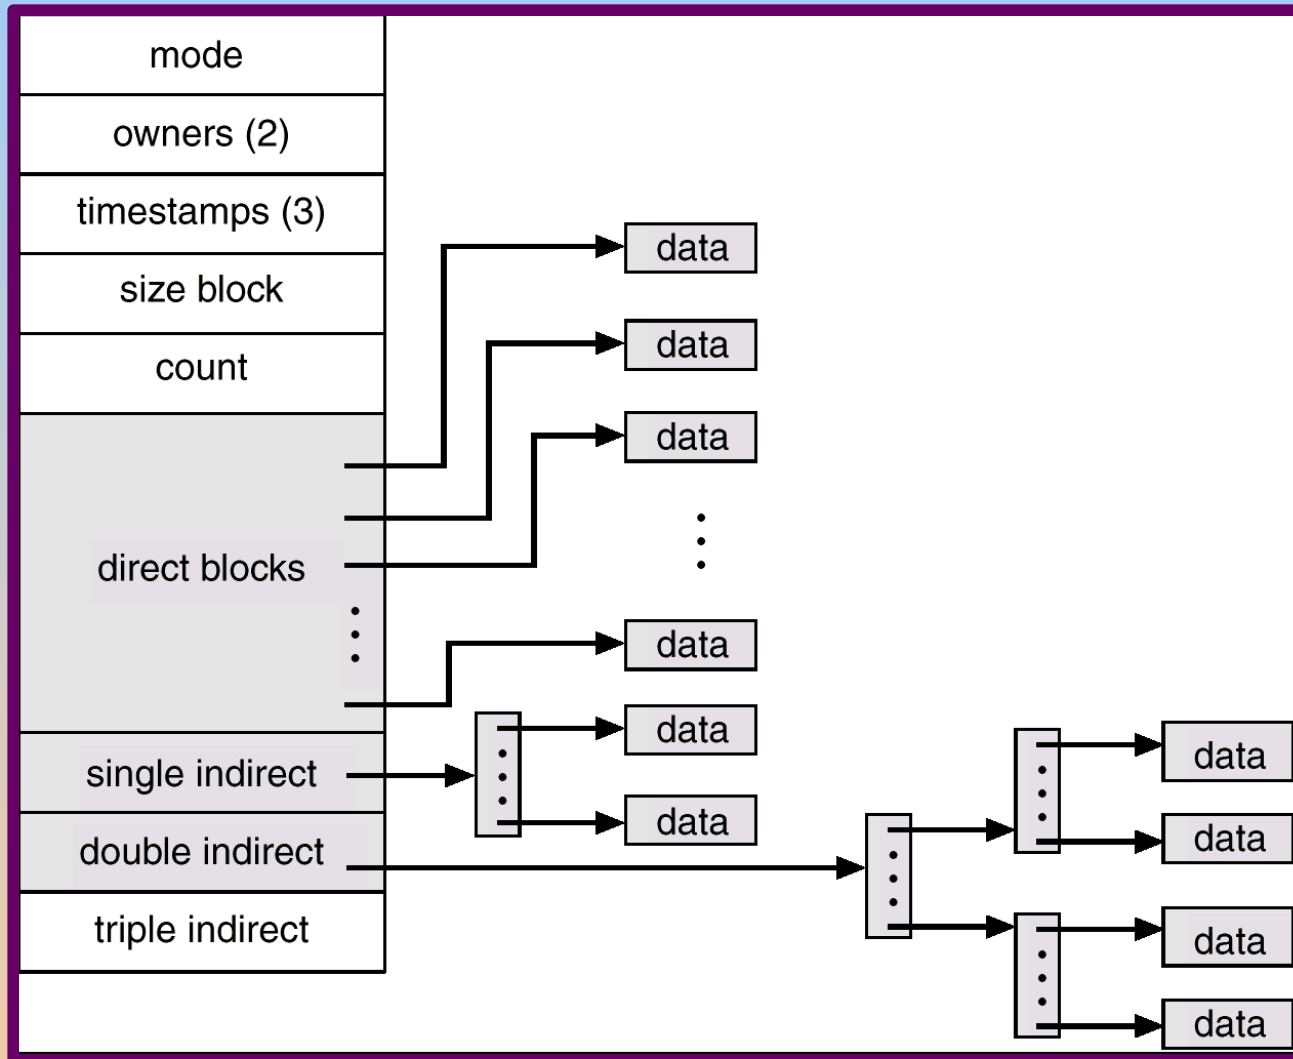 mode
owners (2)
timestamps (3)
size block
count
direct blocks
single indirect
double indirect
triple indirect
data
data
data
data
data
data
data
data
data
data